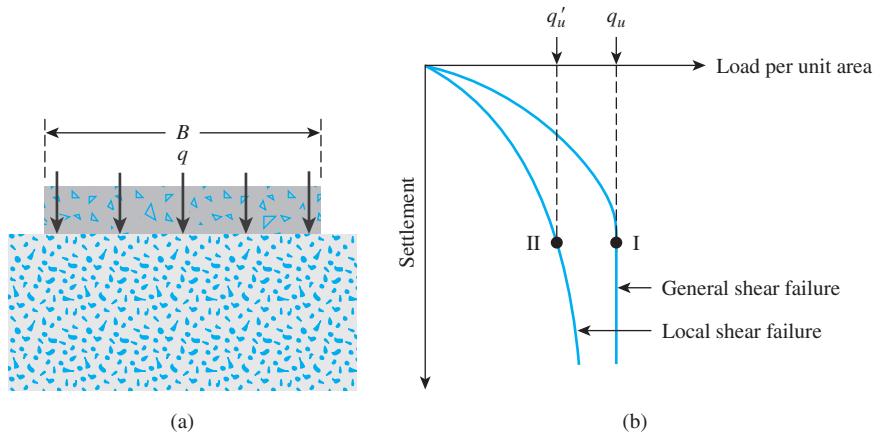 B
q
(a)
q′u
qu
Load per unit area
Settlement
II
I
General shear failure
Local shear failure
(b)